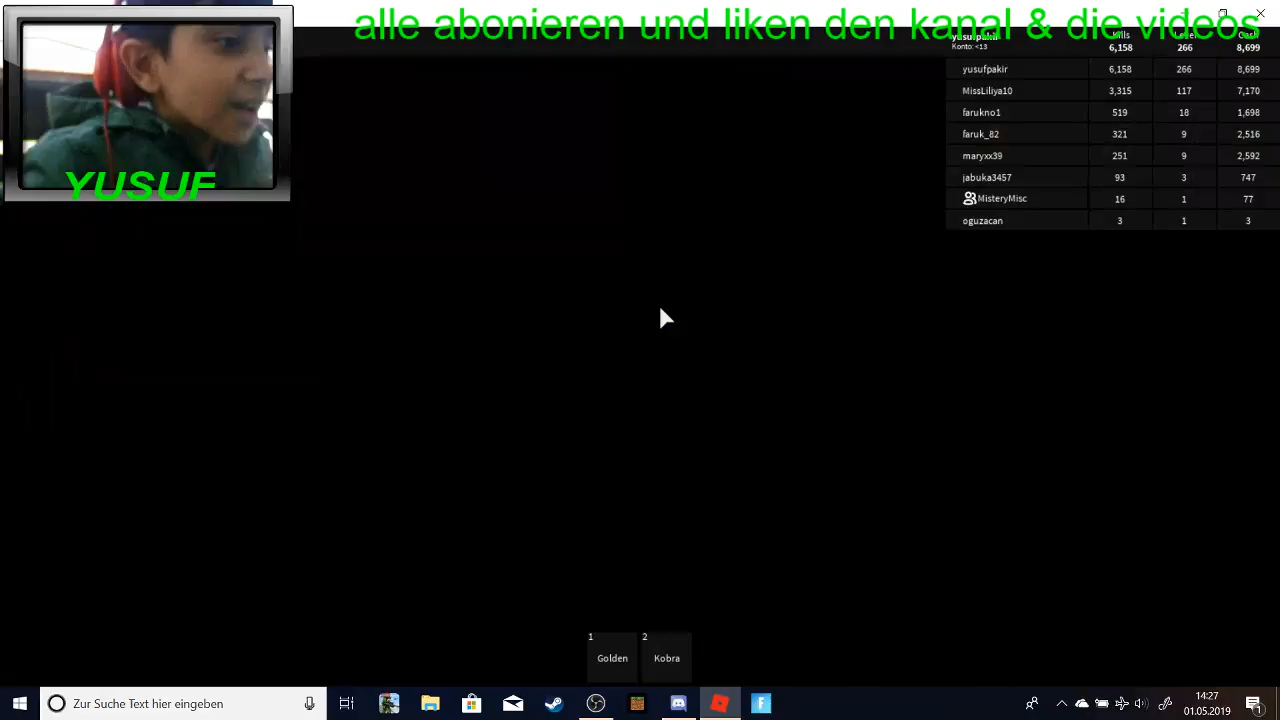 alle abonieren und liken den kanal & die videos
YUSUF
yusufpakir Kills Level Cash
Konto: <13 6,158 266 8,699
yusufpakir 6,158 266 8,699
MissLiliya10 3,315 117 7,170
farukno1 519 18 1,698
faruk_82 321 9 2,516
maryxx39 251 9 2,592
jabuka3457 93 3 747
MisteryMisc 16 1 77
oguzacan 3 1 3
1 2
Golden Kobra
Zur Suche Text hier eingeben
14:27
01.05.2019